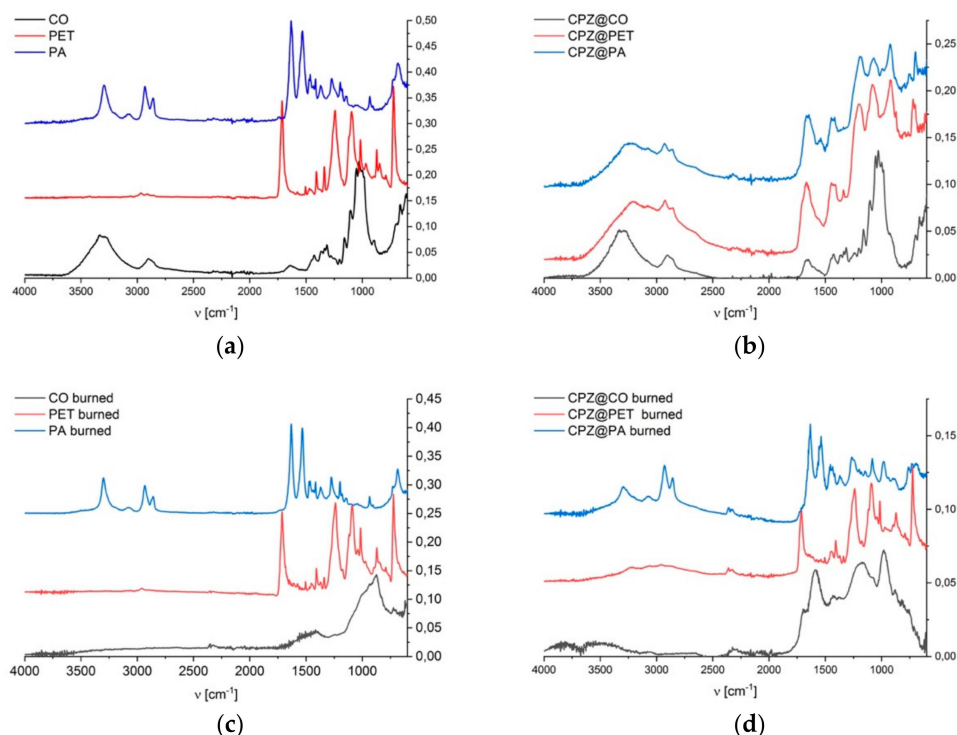 CO
PET
PA
0,50
0,45
0,40
0,35
0,30
0,25
0,20
0,15
0,10
0,05
0,00
4000 3500 3000 2500 2000 1500 1000
ν [cm⁻¹]
(a)
CPZ@CO
CPZ@PET
CPZ@PA
0,25
0,20
0,15
0,10
0,05
0,00
4000 3500 3000 2500 2000 1500 1000
ν [cm⁻¹]
(b)
CO burned
PET burned
PA burned
0,45
0,40
0,35
0,30
0,25
0,20
0,15
0,10
0,05
0,00
4000 3500 3000 2500 2000 1500 1000
ν [cm⁻¹]
(c)
CPZ@CO burned
CPZ@PET burned
CPZ@PA burned
0,15
0,10
0,05
0,00
4000 3500 3000 2500 2000 1500 1000
ν [cm⁻¹]
(d)